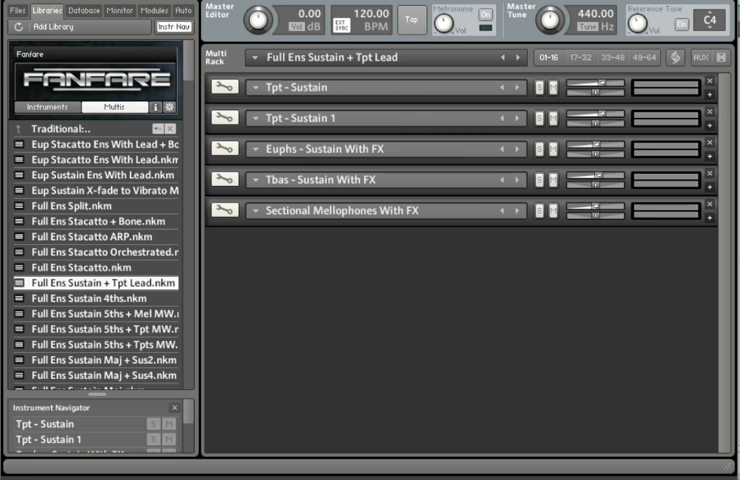 Files Libraries Database Monitor Modules Auto
Add Library Instr Nav
Fanfare
FANFARE
Instruments Multis i
Traditional:..
Eup Stacatto Ens With Lead + Bo
Eup Stacatto Ens With Lead.nkm
Eup Sustain Ens With Lead.nkm
Eup Sustain X-fade to Vibrato M
Full Ens Split.nkm
Full Ens Stacatto + Bone.nkm
Full Ens Stacatto ARP.nkm
Full Ens Stacatto Orchestrated.r
Full Ens Stacatto.nkm
Full Ens Sustain + Tpt Lead.nkm
Full Ens Sustain 4ths.nkm
Full Ens Sustain 5ths + Mel MW.r
Full Ens Sustain 5ths + Tpt MW.r
Full Ens Sustain 5ths + Tpts MW.
Full Ens Sustain Maj + Sus2.nkm
Full Ens Sustain Maj + Sus4.nkm
Instrument Navigator
Tpt - Sustain S M
Tpt - Sustain 1 S M
Master Editor
0.00
Vol dB
EXT SYNC
120.00
BPM
Tap
Metronome
On
Vol
Master Tune
440.00
Tune Hz
Reference Tone
Vol
On
C4
Multi Rack
Full Ens Sustain + Tpt Lead
01-16 17-32 33-48 49-64 AUX
Tpt - Sustain S M
Tpt - Sustain 1 S M
Euphs - Sustain With FX S M
Tbas - Sustain With FX S M
Sectional Mellophones With FX S M